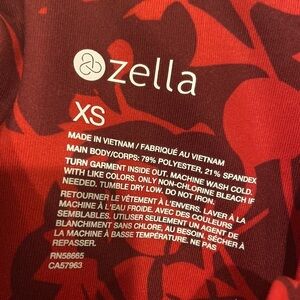 zella
XS
MADE IN VIETNAM / FABRIQUÉ AU VIETNAM
MAIN BODY/CORPS: 79% POLYESTER, 21% SPANDEX
TURN GARMENT INSIDE OUT. MACHINE WASH COLD.
WITH LIKE COLORS. ONLY NON-CHLORINE BLEACH IF
NEEDED. TUMBLE DRY LOW. DO NOT IRON.
RETOURNER LE VÊTEMENT À L'ENVERS. LAVER À LA
MACHINE À L'EAU FROIDE. AVEC DES COULEURS
SEMBLABLES. UTILISER SEULEMENT UN AGENT DE
BLANCHIMENT SANS CHLORE, AU BESOIN. SÉCHER À
LA MACHINE À BASSE TEMPÉRATURE. NE PAS
REPASSER.
RN58665
CA57963